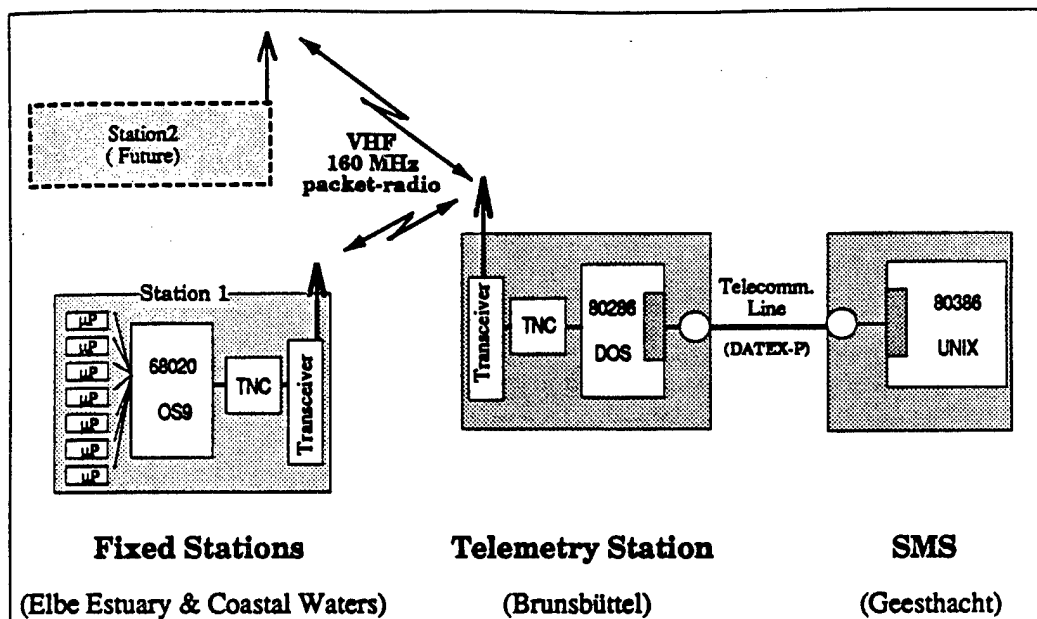 Station2
( Future)
VHF
160 MHz
packet-radio
Station 1
µP
µP
µP
µP
µP
µP
µP
68020
OS9
TNC
Transceiver
Transceiver
TNC
80286
DOS
Telecomm.
Line
(DATEX-P)
80386
UNIX
Fixed Stations
(Elbe Estuary & Coastal Waters)
Telemetry Station
(Brunsbüttel)
SMS
(Geesthacht)